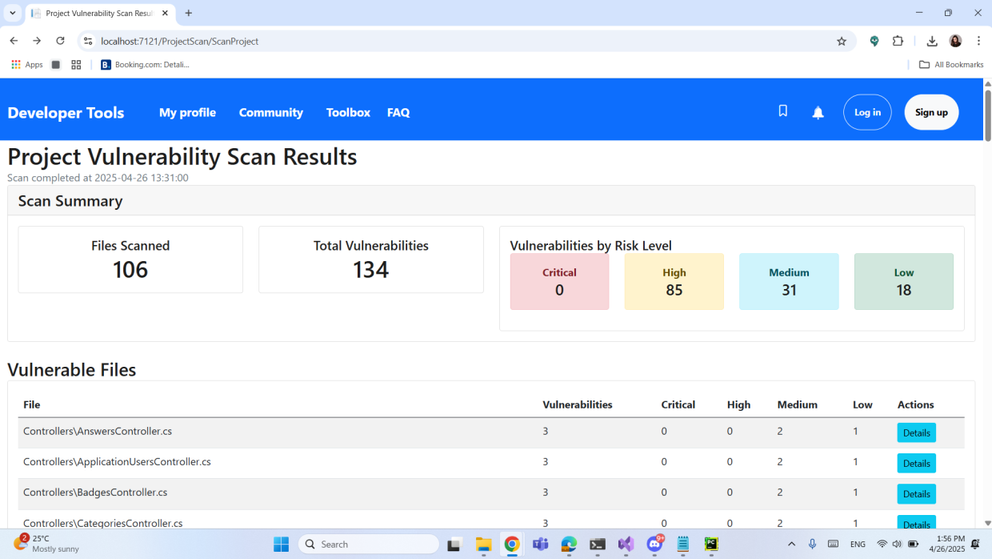 Project Vulnerability Scan Resul
localhost:7121/ProjectScan/ScanProject
Apps
B. Booking.com: Detali...
All Bookmarks
Developer Tools My profile Community Toolbox FAQ Log in Sign up
Project Vulnerability Scan Results
Scan completed at 2025-04-26 13:31:00
Scan Summary
Files Scanned
106
Total Vulnerabilities
134
Vulnerabilities by Risk Level
Critical
0
High
85
Medium
31
Low
18
Vulnerable Files
File Vulnerabilities Critical High Medium Low Actions
Controllers\AnswersController.cs 3 0 0 2 1 Details
Controllers\ApplicationUsersController.cs 3 0 0 2 1 Details
Controllers\BadgesController.cs 3 0 0 2 1 Details
Controllers\CategoriesController.cs 3 0 0 2 1 Details
2
25°C
Mostly sunny
Search
ENG
1:56 PM
4/26/2025